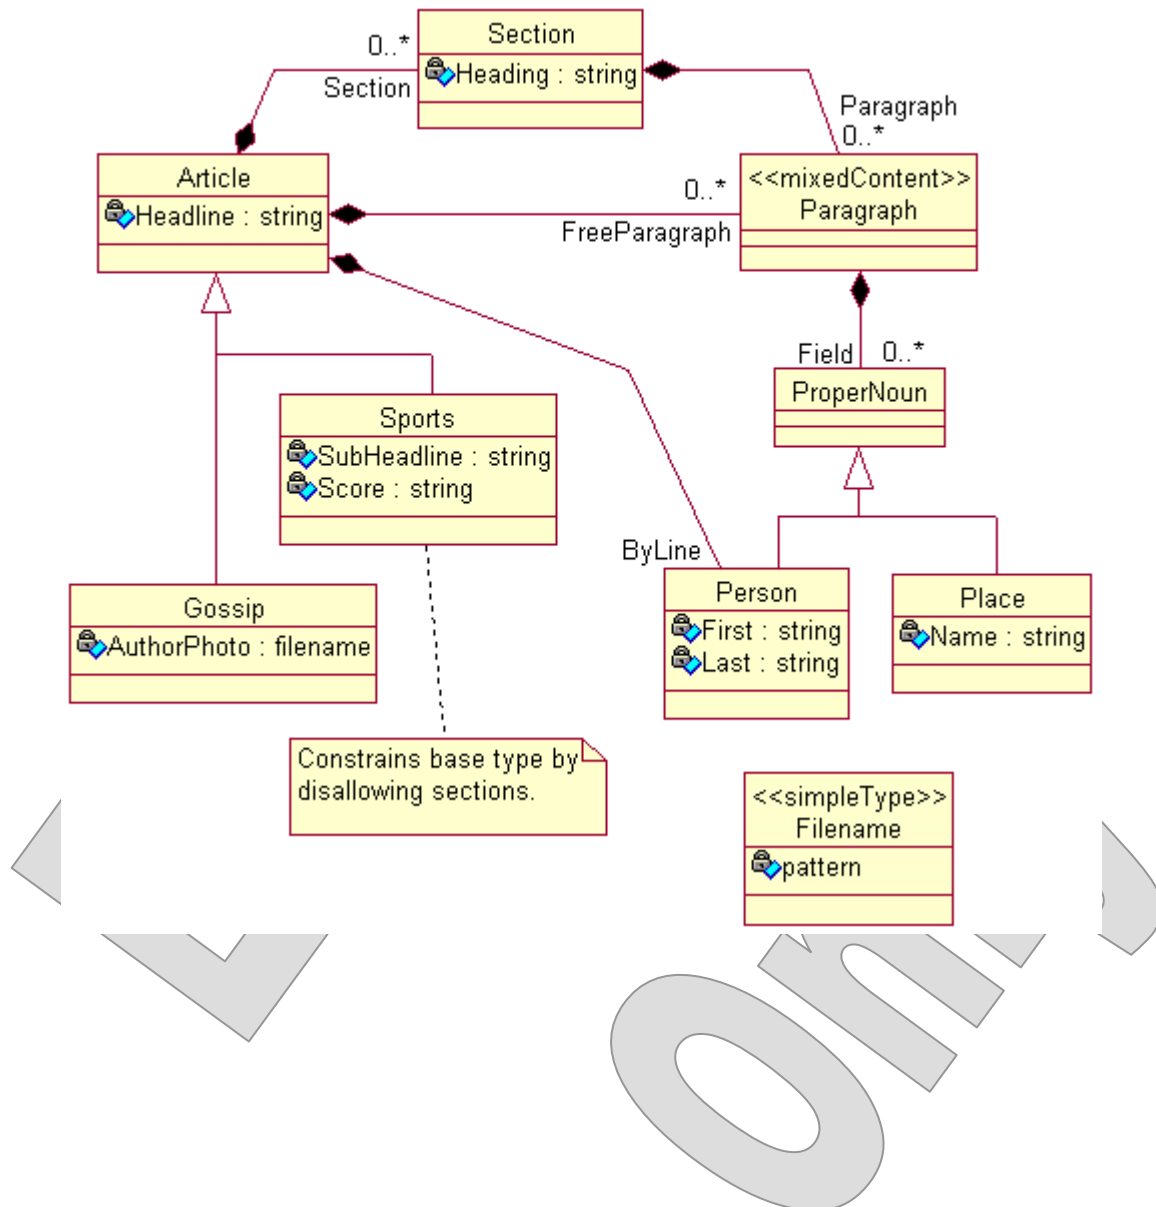 Section
Heading : string
0..*
Section
Paragraph
0..*
Article
Headline : string
0..*
FreeParagraph
<<mixedContent>>
Paragraph
Field
0..*
ProperNoun
Sports
SubHeadline : string
Score : string
ByLine
Gossip
AuthorPhoto : filename
Person
First : string
Last : string
Place
Name : string
Constrains base type by
disallowing sections.
<<simpleType>>
Filename
pattern